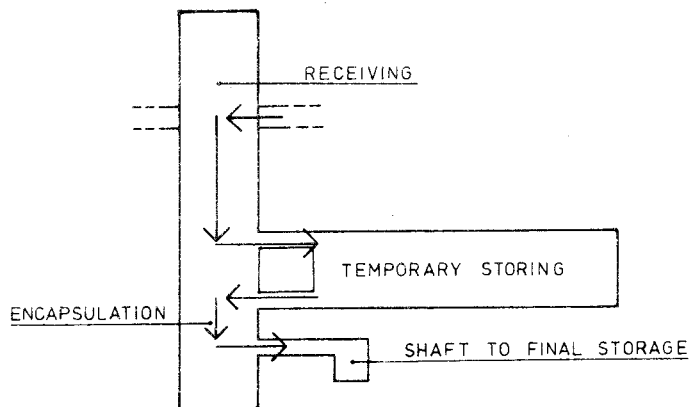 RECEIVING
TEMPORARY STORING
ENCAPSULATION
SHAFT TO FINAL STORAGE